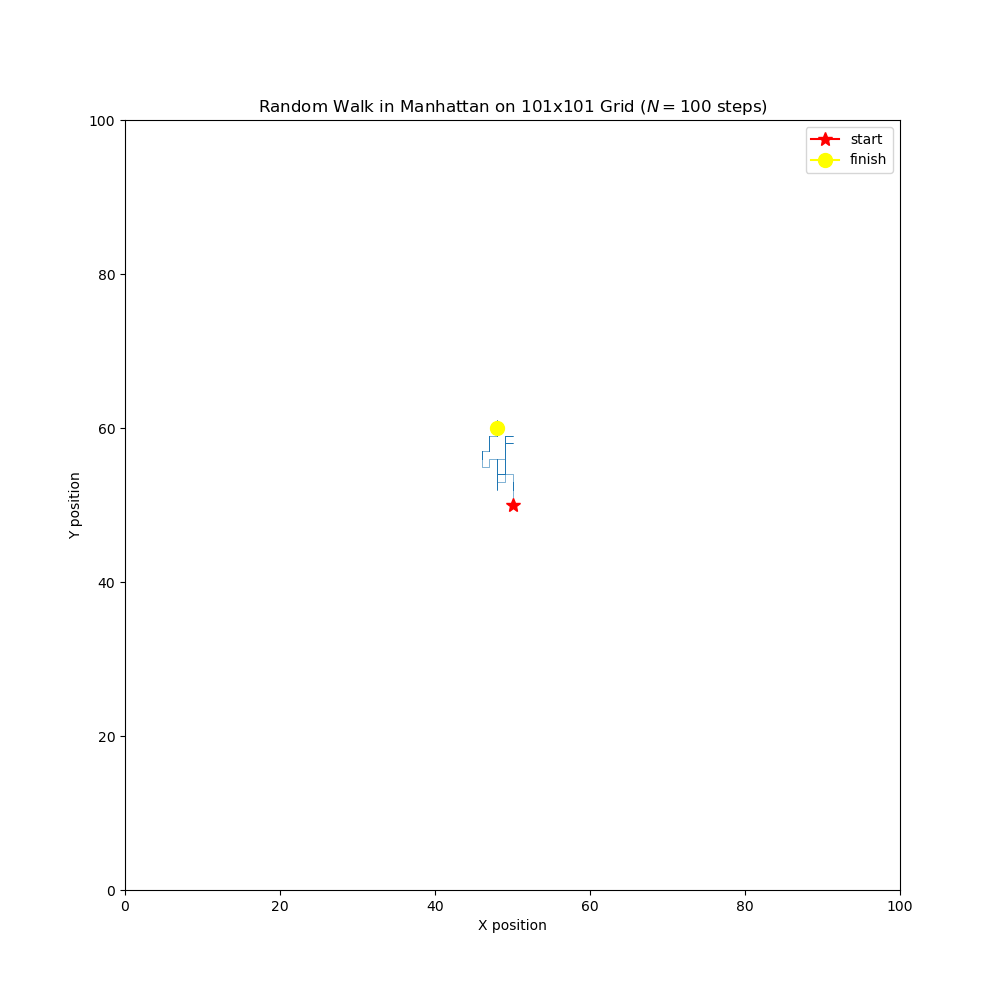 Random Walk in Manhattan on 101x101 Grid (N = 100 steps)
100
80
60
40
20
0
0 20 40 60 80 100
Y position
X position
start
finish